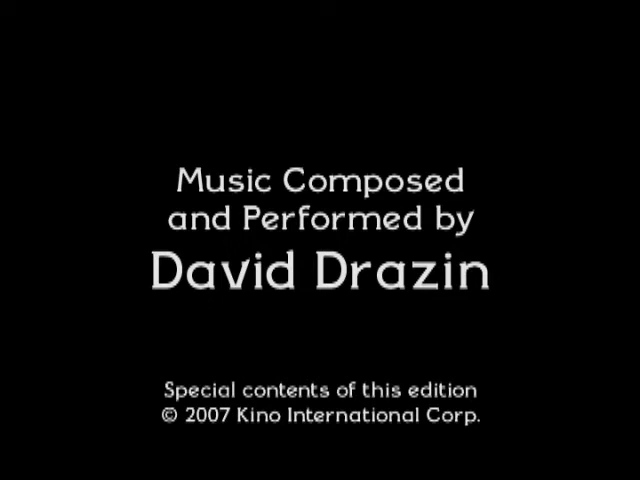 Music Composed
and Performed by
David Drazin
Special contents of this edition
© 2007 Kino International Corp.